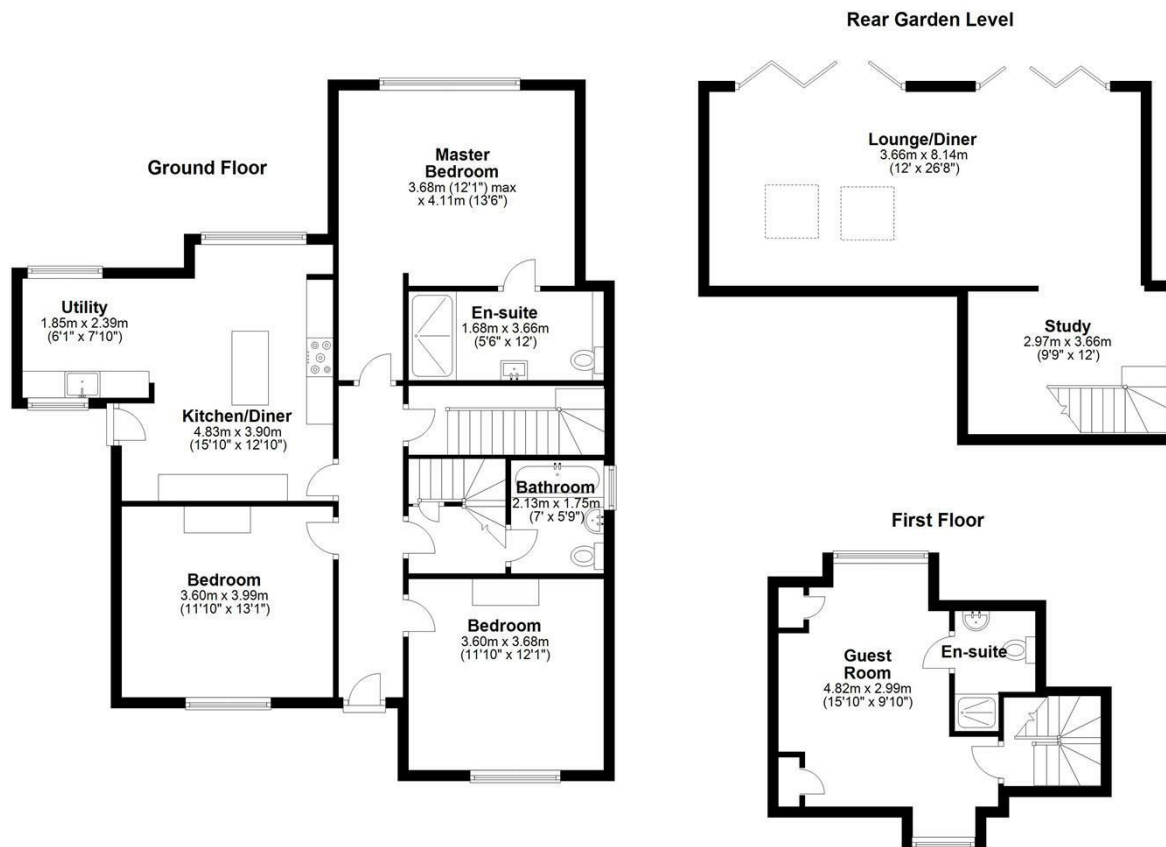 Rear Garden Level
Lounge/Diner
3.66m x 8.14m
(12' x 26'8")
Study
2.97m x 3.66m
(9'9" x 12')
Ground Floor
Master
Bedroom
3.68m (12'1") max
x 4.11m (13'6")
Utility
1.85m x 2.39m
(6'1" x 7'10")
En-suite
1.68m x 3.66m
(5'6" x 12')
Kitchen/Diner
4.83m x 3.90m
(15'10" x 12'10")
Bathroom
2.13m x 1.75m
(7' x 5'9")
Bedroom
3.60m x 3.99m
(11'10" x 13'1")
Bedroom
3.60m x 3.68m
(11'10" x 12'1")
First Floor
Guest
Room
4.82m x 2.99m
(15'10" x 9'10")
En-suite